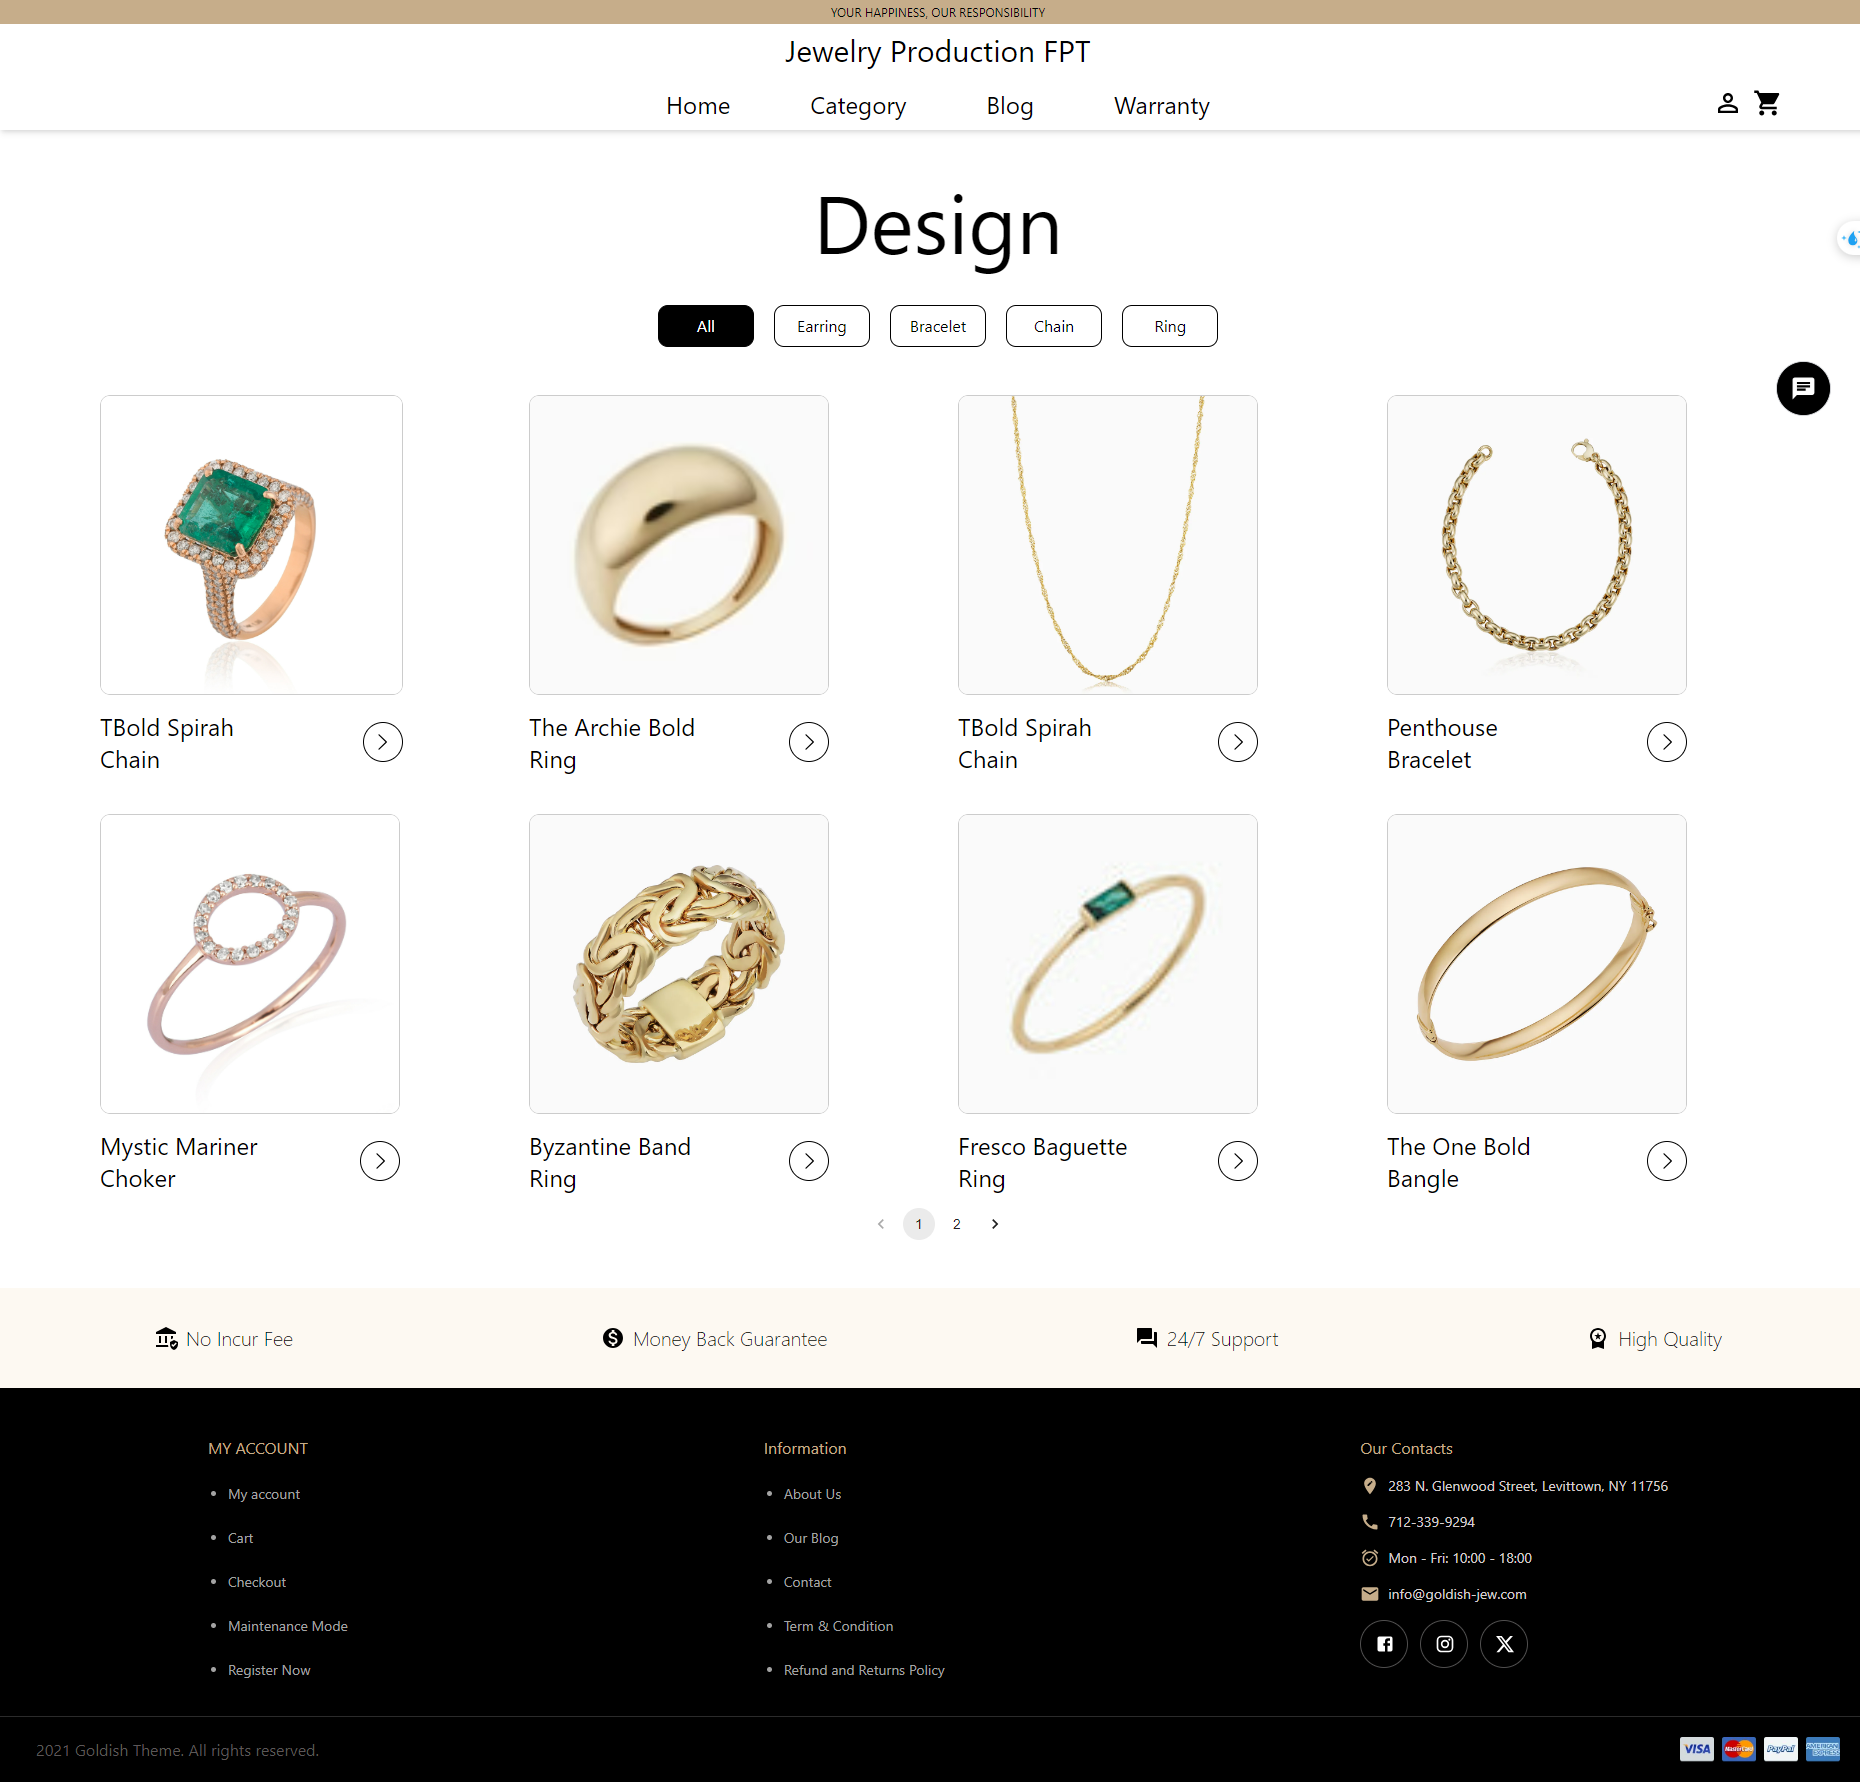 YOUR HAPPINESS, OUR RESPONSIBILITY
Jewelry Production FPT
Home
Category
Blog
Warranty
Design
All
Earring
Bracelet
Chain
Ring
TBold Spirah
Chain
The Archie Bold
Ring
TBold Spirah
Chain
Penthouse
Bracelet
Mystic Mariner
Choker
Byzantine Band
Ring
Fresco Baguette
Ring
The One Bold
Bangle
1
2
No Incur Fee
Money Back Guarantee
24/7 Support
High Quality
MY ACCOUNT
My account
Cart
Checkout
Maintenance Mode
Register Now
Information
About Us
Our Blog
Contact
Term & Condition
Refund and Returns Policy
Our Contacts
283 N. Glenwood Street, Levittown, NY 11756
712-339-9294
Mon - Fri: 10:00 - 18:00
info@goldish-jew.com
2021 Goldish Theme. All rights reserved.
VISA
MasterCard
PayPal
AMERICAN
EXPRESS